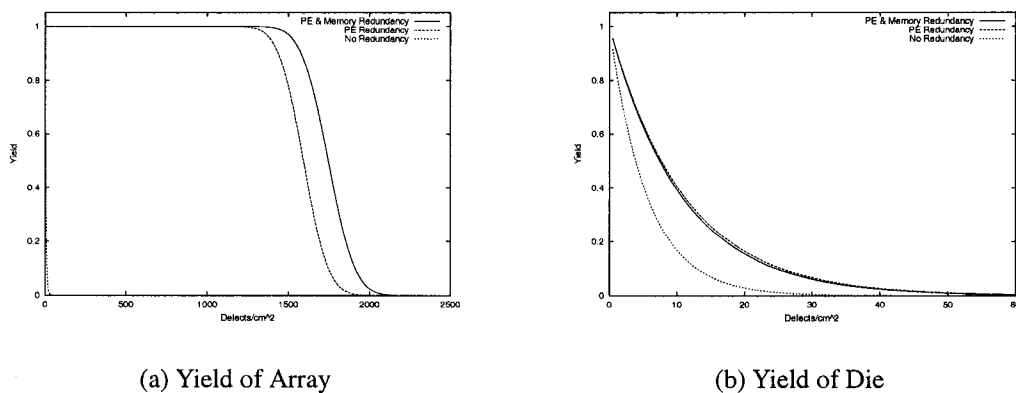 PE & Memory Redundancy
PE Redundancy
No Redundancy
Yield
1
0.8
0.6
0.4
0.2
0
0 500 1000 1500 2000 2500
Defects/cm^2
(a) Yield of Array
PE & Memory Redundancy
PE Redundancy
No Redundancy
Yield
1
0.8
0.6
0.4
0.2
0
0 10 20 30 40 50 60
Defects/cm^2
(b) Yield of Die